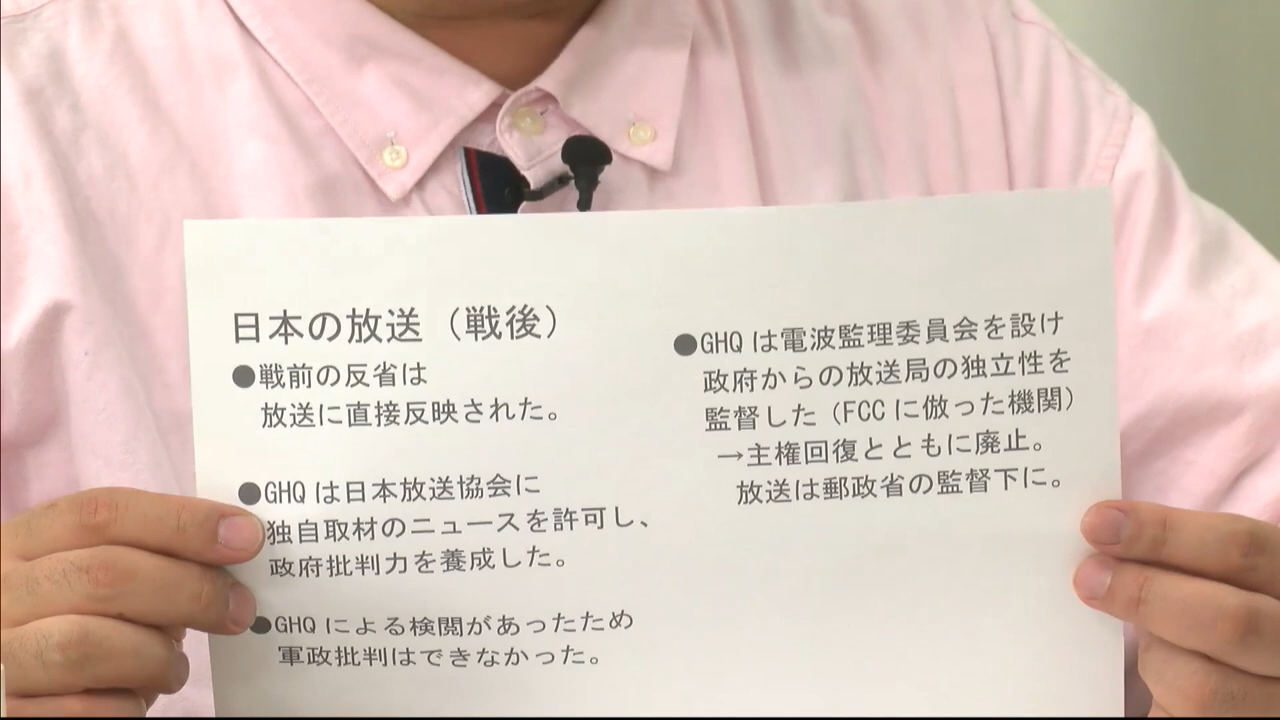 日本の放送（戦後）
●戦前の反省は
放送に直接反映された。
●GHQは日本放送協会に
独自取材のニュースを許可し、
政府批判力を養成した。
●GHQによる検閲があったため
軍政批判はできなかった。
●GHQは電波監理委員会を設け
政府からの放送局の独立性を
監督した（FCCに倣った機関）
→主権回復とともに廃止。
放送は郵政省の監督下に。